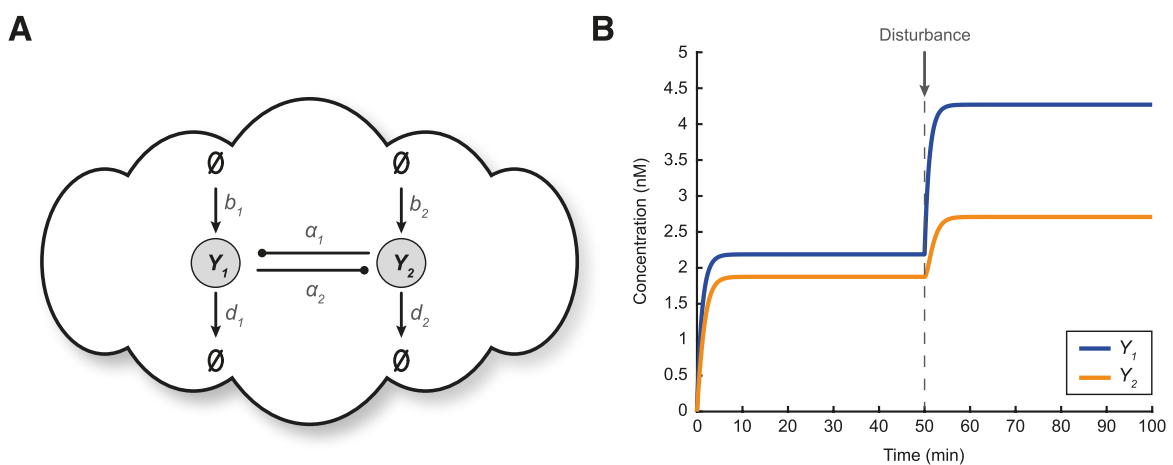 A
Ø Ø
b₁ b₂
α₁
Y₁ Y₂
α₂
d₁ d₂
Ø Ø
B
Disturbance
5
4.5
4
3.5
3
2.5
2
1.5
1
0.5
0
Concentration (nM)
0 10 20 30 40 50 60 70 80 90 100
Time (min)
Y₁
Y₂